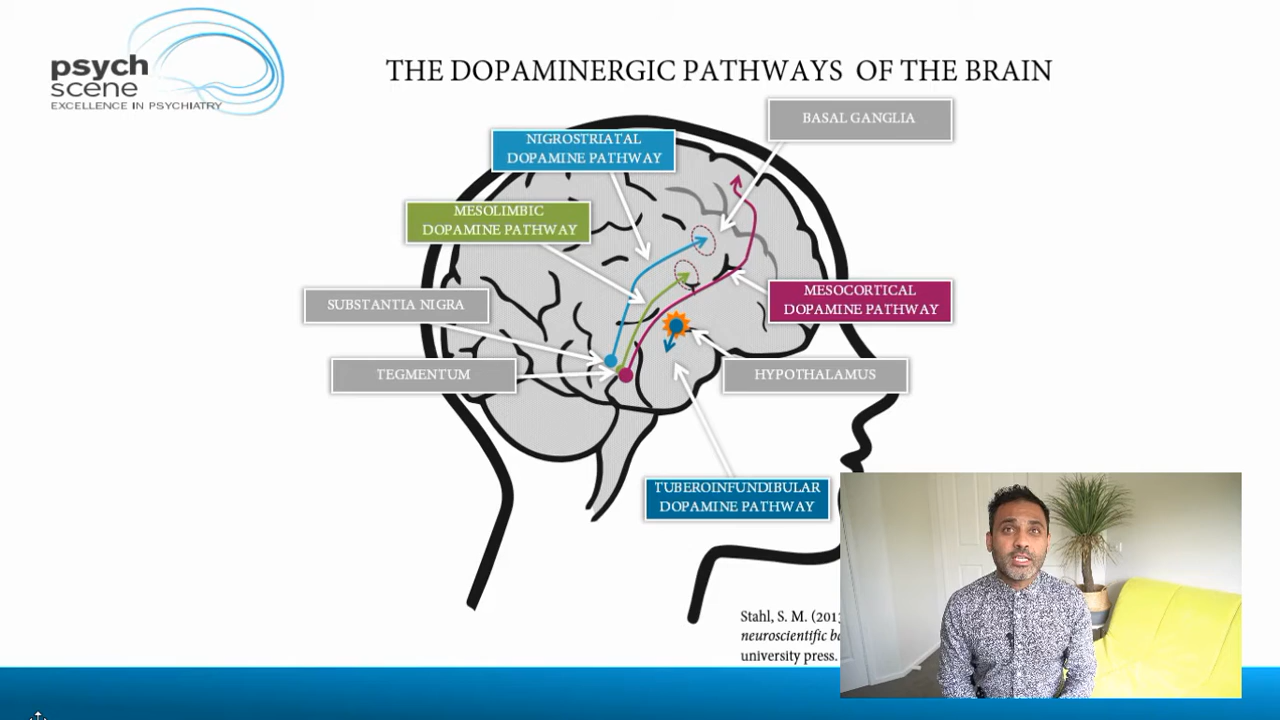 psych
scene
EXCELLENCE IN PSYCHIATRY
THE DOPAMINERGIC PATHWAYS OF THE BRAIN
BASAL GANGLIA
NIGROSTRIATAL
DOPAMINE PATHWAY
MESOLIMBIC
DOPAMINE PATHWAY
SUBSTANTIA NIGRA
MESOCORTICAL
DOPAMINE PATHWAY
TEGMENTUM
HYPOTHALAMUS
TUBEROINFUNDIBULAR
DOPAMINE PATHWAY
Stahl, S. M.
neuroscientific
university press.